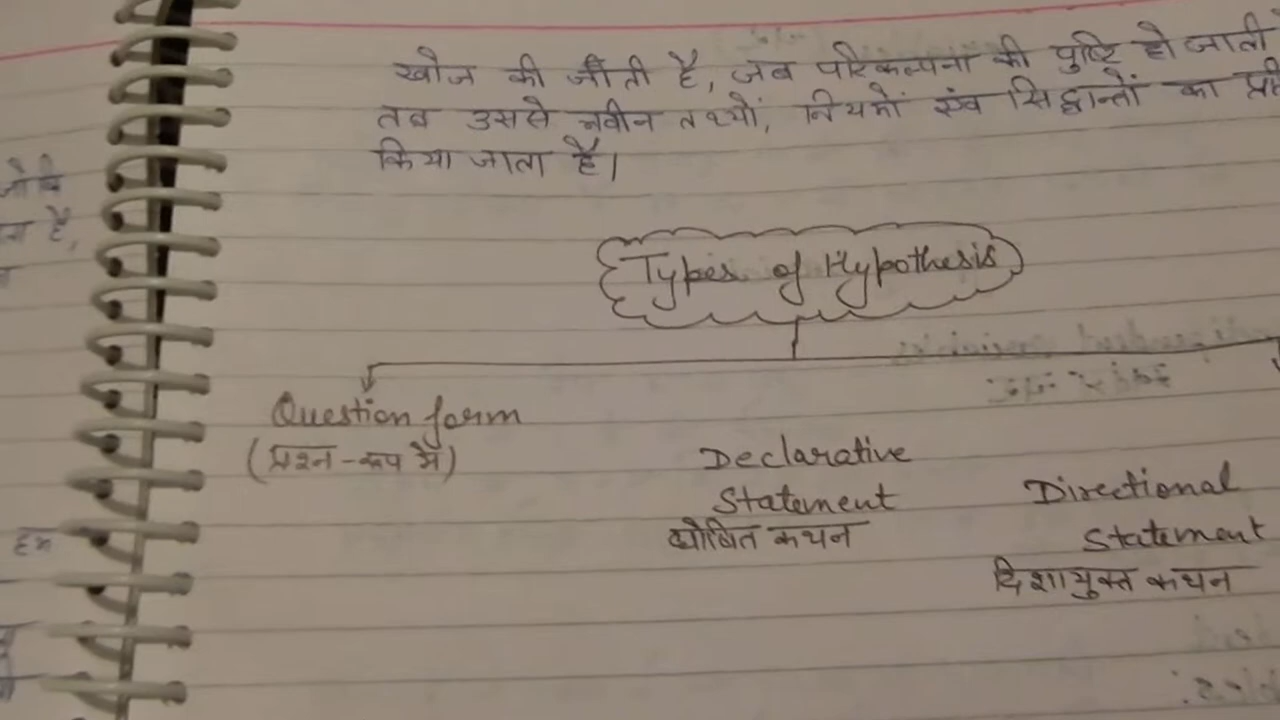 खोज की जाती है, जब परिकल्पना की पुष्टि हो जाती
तब उससे नवीन तथ्यों, नियमों एंव सिद्धान्तों का
किया जाता है।
Types of Hypothesis
Question form
(प्रश्न-रूप में)
Declarative
Statement
घोषित कथन
Directional
Statement
दिशायुक्त कथन
है,